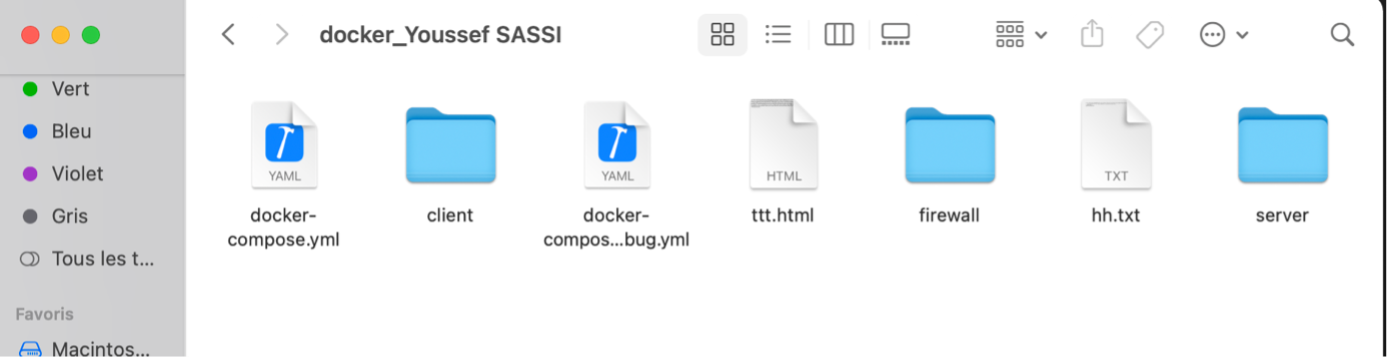 docker_Youssef SASSI
Vert
Bleu
Violet
Gris
Tous les t...
Favoris
Macintos...
YAML
docker-
compose.yml
client
YAML
docker-
compos...bug.yml
HTML
ttt.html
firewall
TXT
hh.txt
server